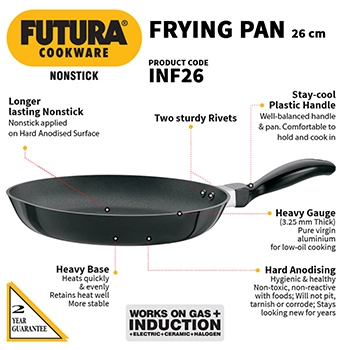 FUTURA®
COOKWARE
NONSTICK
FRYING PAN 26 cm
PRODUCT CODE
INF26
Longer
lasting Nonstick
Nonstick applied
on Hard Anodised Surface
Two sturdy Rivets
Stay-cool
Plastic Handle
Well-balanced handle
& pan. Comfortable to
hold and cook in
Heavy Gauge
(3.25 mm Thick)
Pure virgin
aluminium
for low-oil cooking
Heavy Base
Heats quickly
& evenly
Retains heat well
More stable
Hard Anodising
Hygienic & healthy
Non-toxic, non-reactive
with foods; Will not pit,
tarnish or corrode; Stays
looking new for years
2
YEAR
GUARANTEE
WORKS ON GAS +
INDUCTION
+ELECTRIC+CERAMIC+HALOGEN